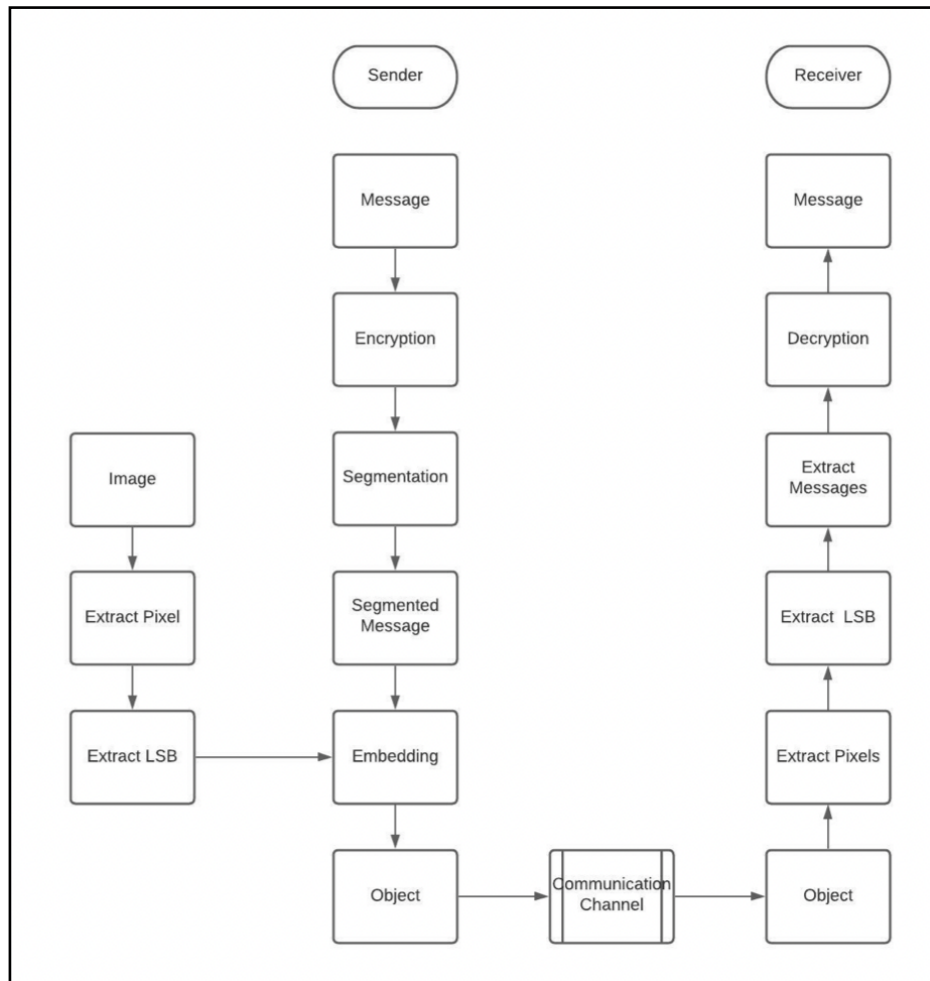 Sender
Receiver
Message
Message
Encryption
Decryption
Image
Segmentation
Extract
Messages
Extract Pixel
Segmented
Message
Extract LSB
Extract LSB
Embedding
Extract Pixels
Object
Communication
Channel
Object